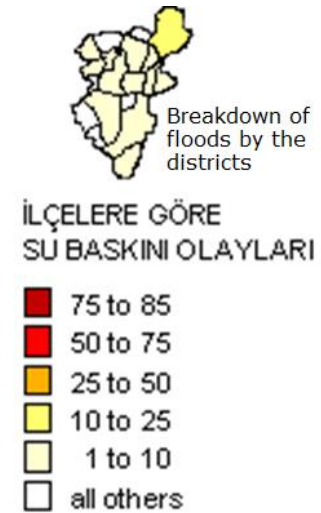 Breakdown of
floods by the
districts
İLÇELERE GÖRE
SU BASKINI OLAYLARI
75 to 85
50 to 75
25 to 50
10 to 25
1 to 10
all others